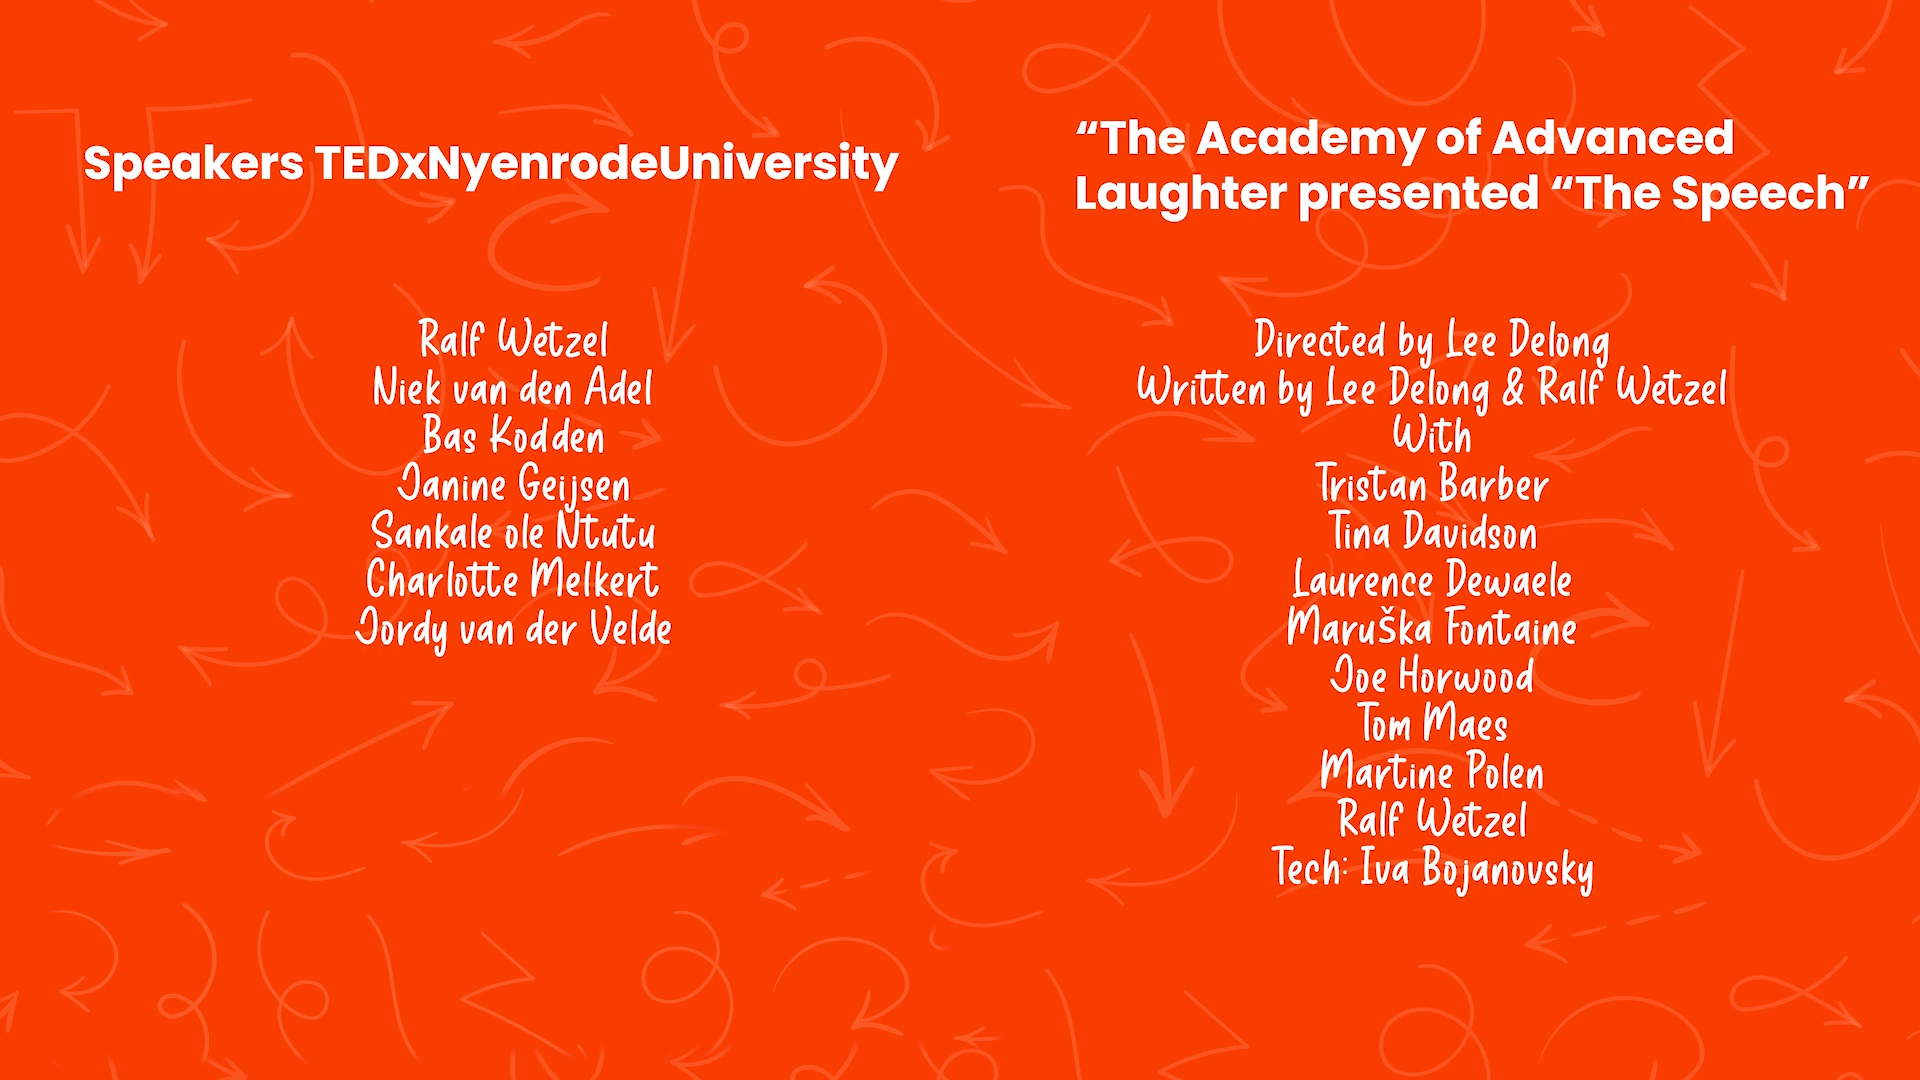 Speakers TEDxNyenrodeUniversity
Ralf Wetzel
Niek van den Adel
Bas Kodden
Janine Geijsen
Sankale ole Ntutu
Charlotte Melkert
Jordy van der Velde
“The Academy of Advanced
Laughter presented “The Speech”
Directed by Lee Delong
Written by Lee Delong & Ralf Wetzel
With
Tristan Barber
Tina Davidson
Laurence Dewaele
Maruška Fontaine
Joe Horwood
Tom Maes
Martine Polen
Ralf Wetzel
Tech: Iva Bojanovsky